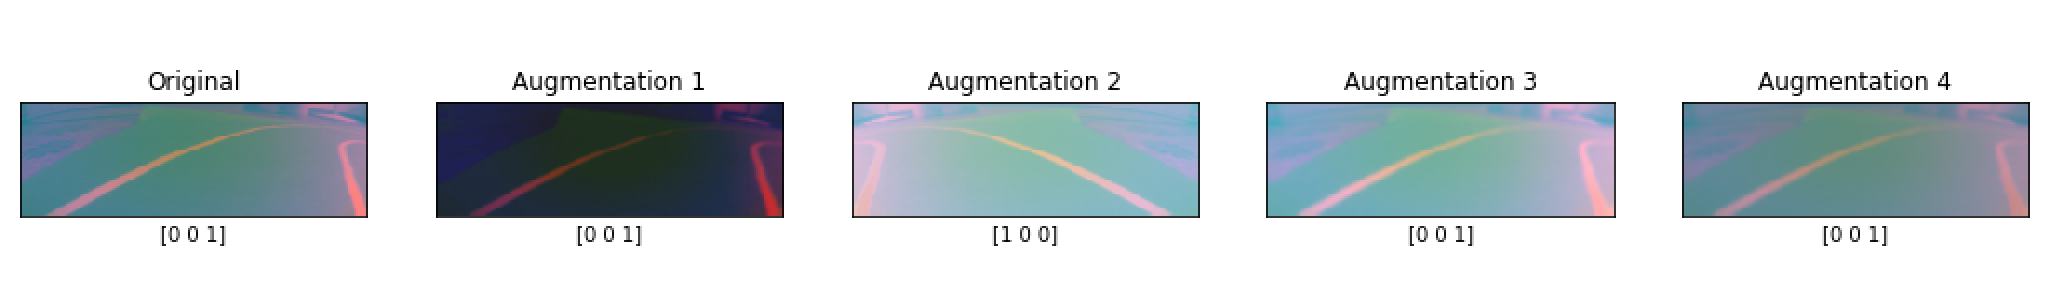 Original
Augmentation 1
Augmentation 2
Augmentation 3
Augmentation 4
[0 0 1]
[0 0 1]
[1 0 0]
[0 0 1]
[0 0 1]